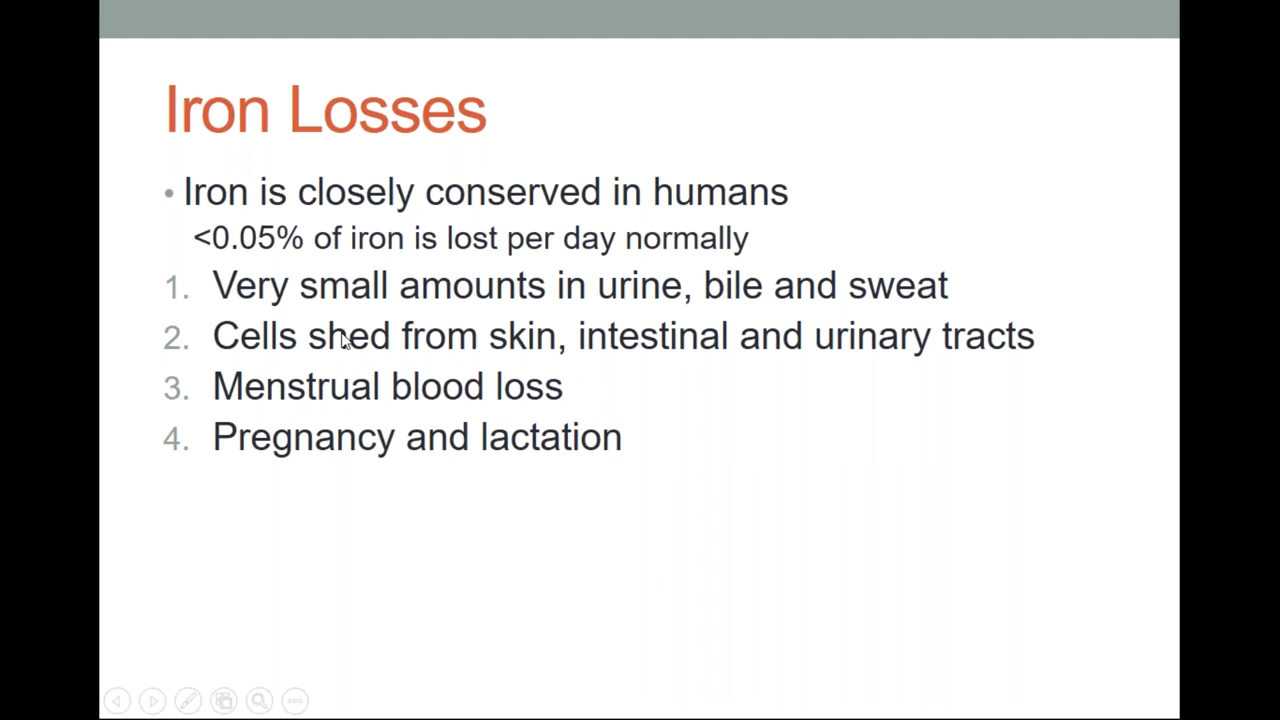 Iron Losses
• Iron is closely conserved in humans
<0.05% of iron is lost per day normally
1. Very small amounts in urine, bile and sweat
2. Cells shed from skin, intestinal and urinary tracts
3. Menstrual blood loss
4. Pregnancy and lactation